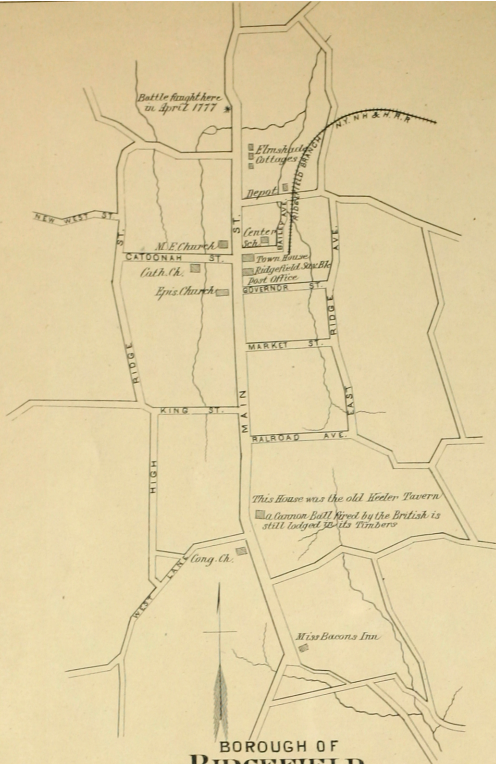 Battle fought here
in April 1777
N.Y. N H & H. R R
Elmshade
Cottages
RIDGEFIELD BRANCH
Depot
NEW WEST ST.
ST.
ST.
BAILEY AVE.
AVE.
M. E. Church
Center
Sch.
CATOONAH ST.
Town House
Cath. Ch.
Ridgefield Sav. Bk
Post Office
Epis. Church
GOVERNOR ST.
RIDGE
MARKET ST.
RIDGE
MAIN
EAST
KING ST.
RALROAD AVE.
HIGH
This House was the old Keeler Tavern
a Cannon Ball fired by the British is
still lodged in its Timbers
Cong. Ch.
WEST LANE
Miss Bacons Inn
BOROUGH OF
RIDGEFIELD